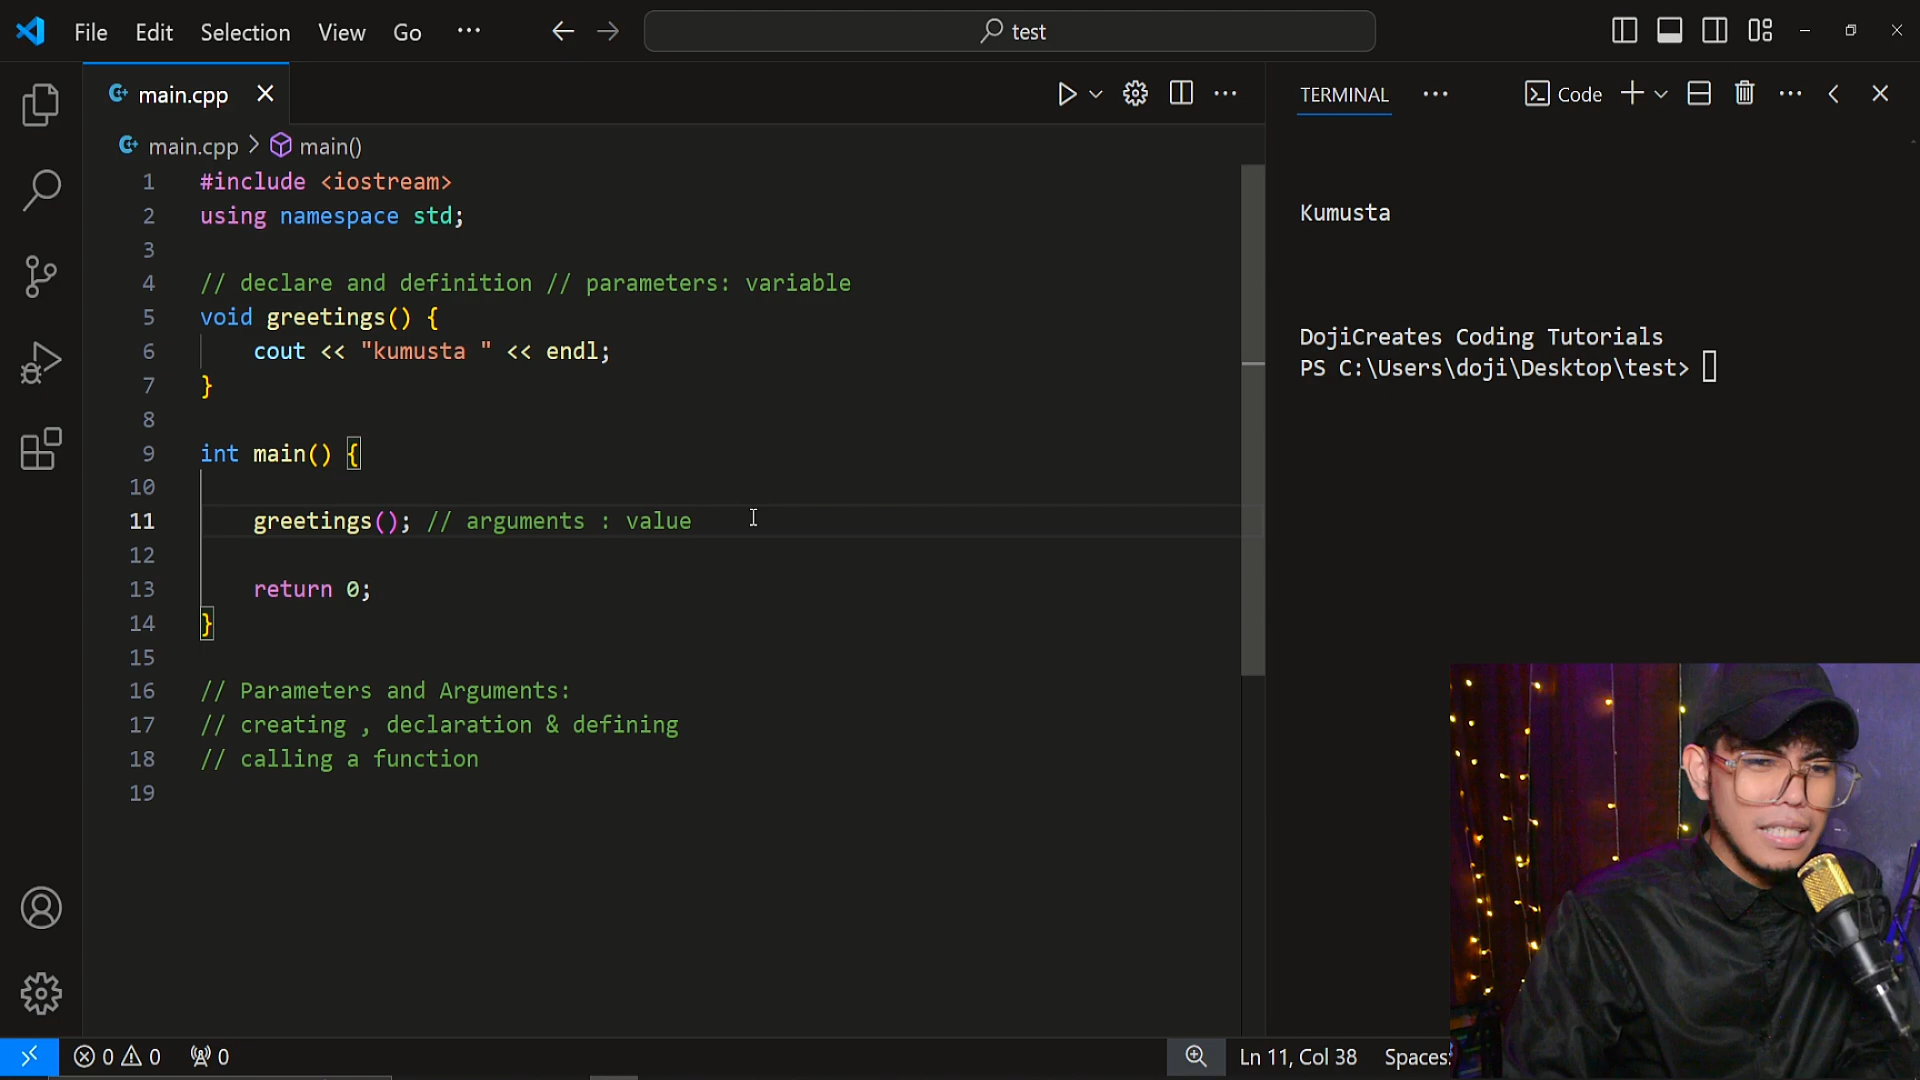 File Edit Selection View Go ···
test
main.cpp
main.cpp > main()
1 #include <iostream>
2 using namespace std;
3
4 // declare and definition // parameters: variable
5 void greetings() {
6 cout << "kumusta " << endl;
7 }
8
9 int main() {
10
11 greetings(); // arguments : value
12
13 return 0;
14 }
15
16 // Parameters and Arguments:
17 // creating , declaration & defining
18 // calling a function
19
TERMINAL ··· Code
Kumusta
DojiCreates Coding Tutorials
PS C:\Users\doji\Desktop\test>
0 0 0
Ln 11, Col 38 Spaces: